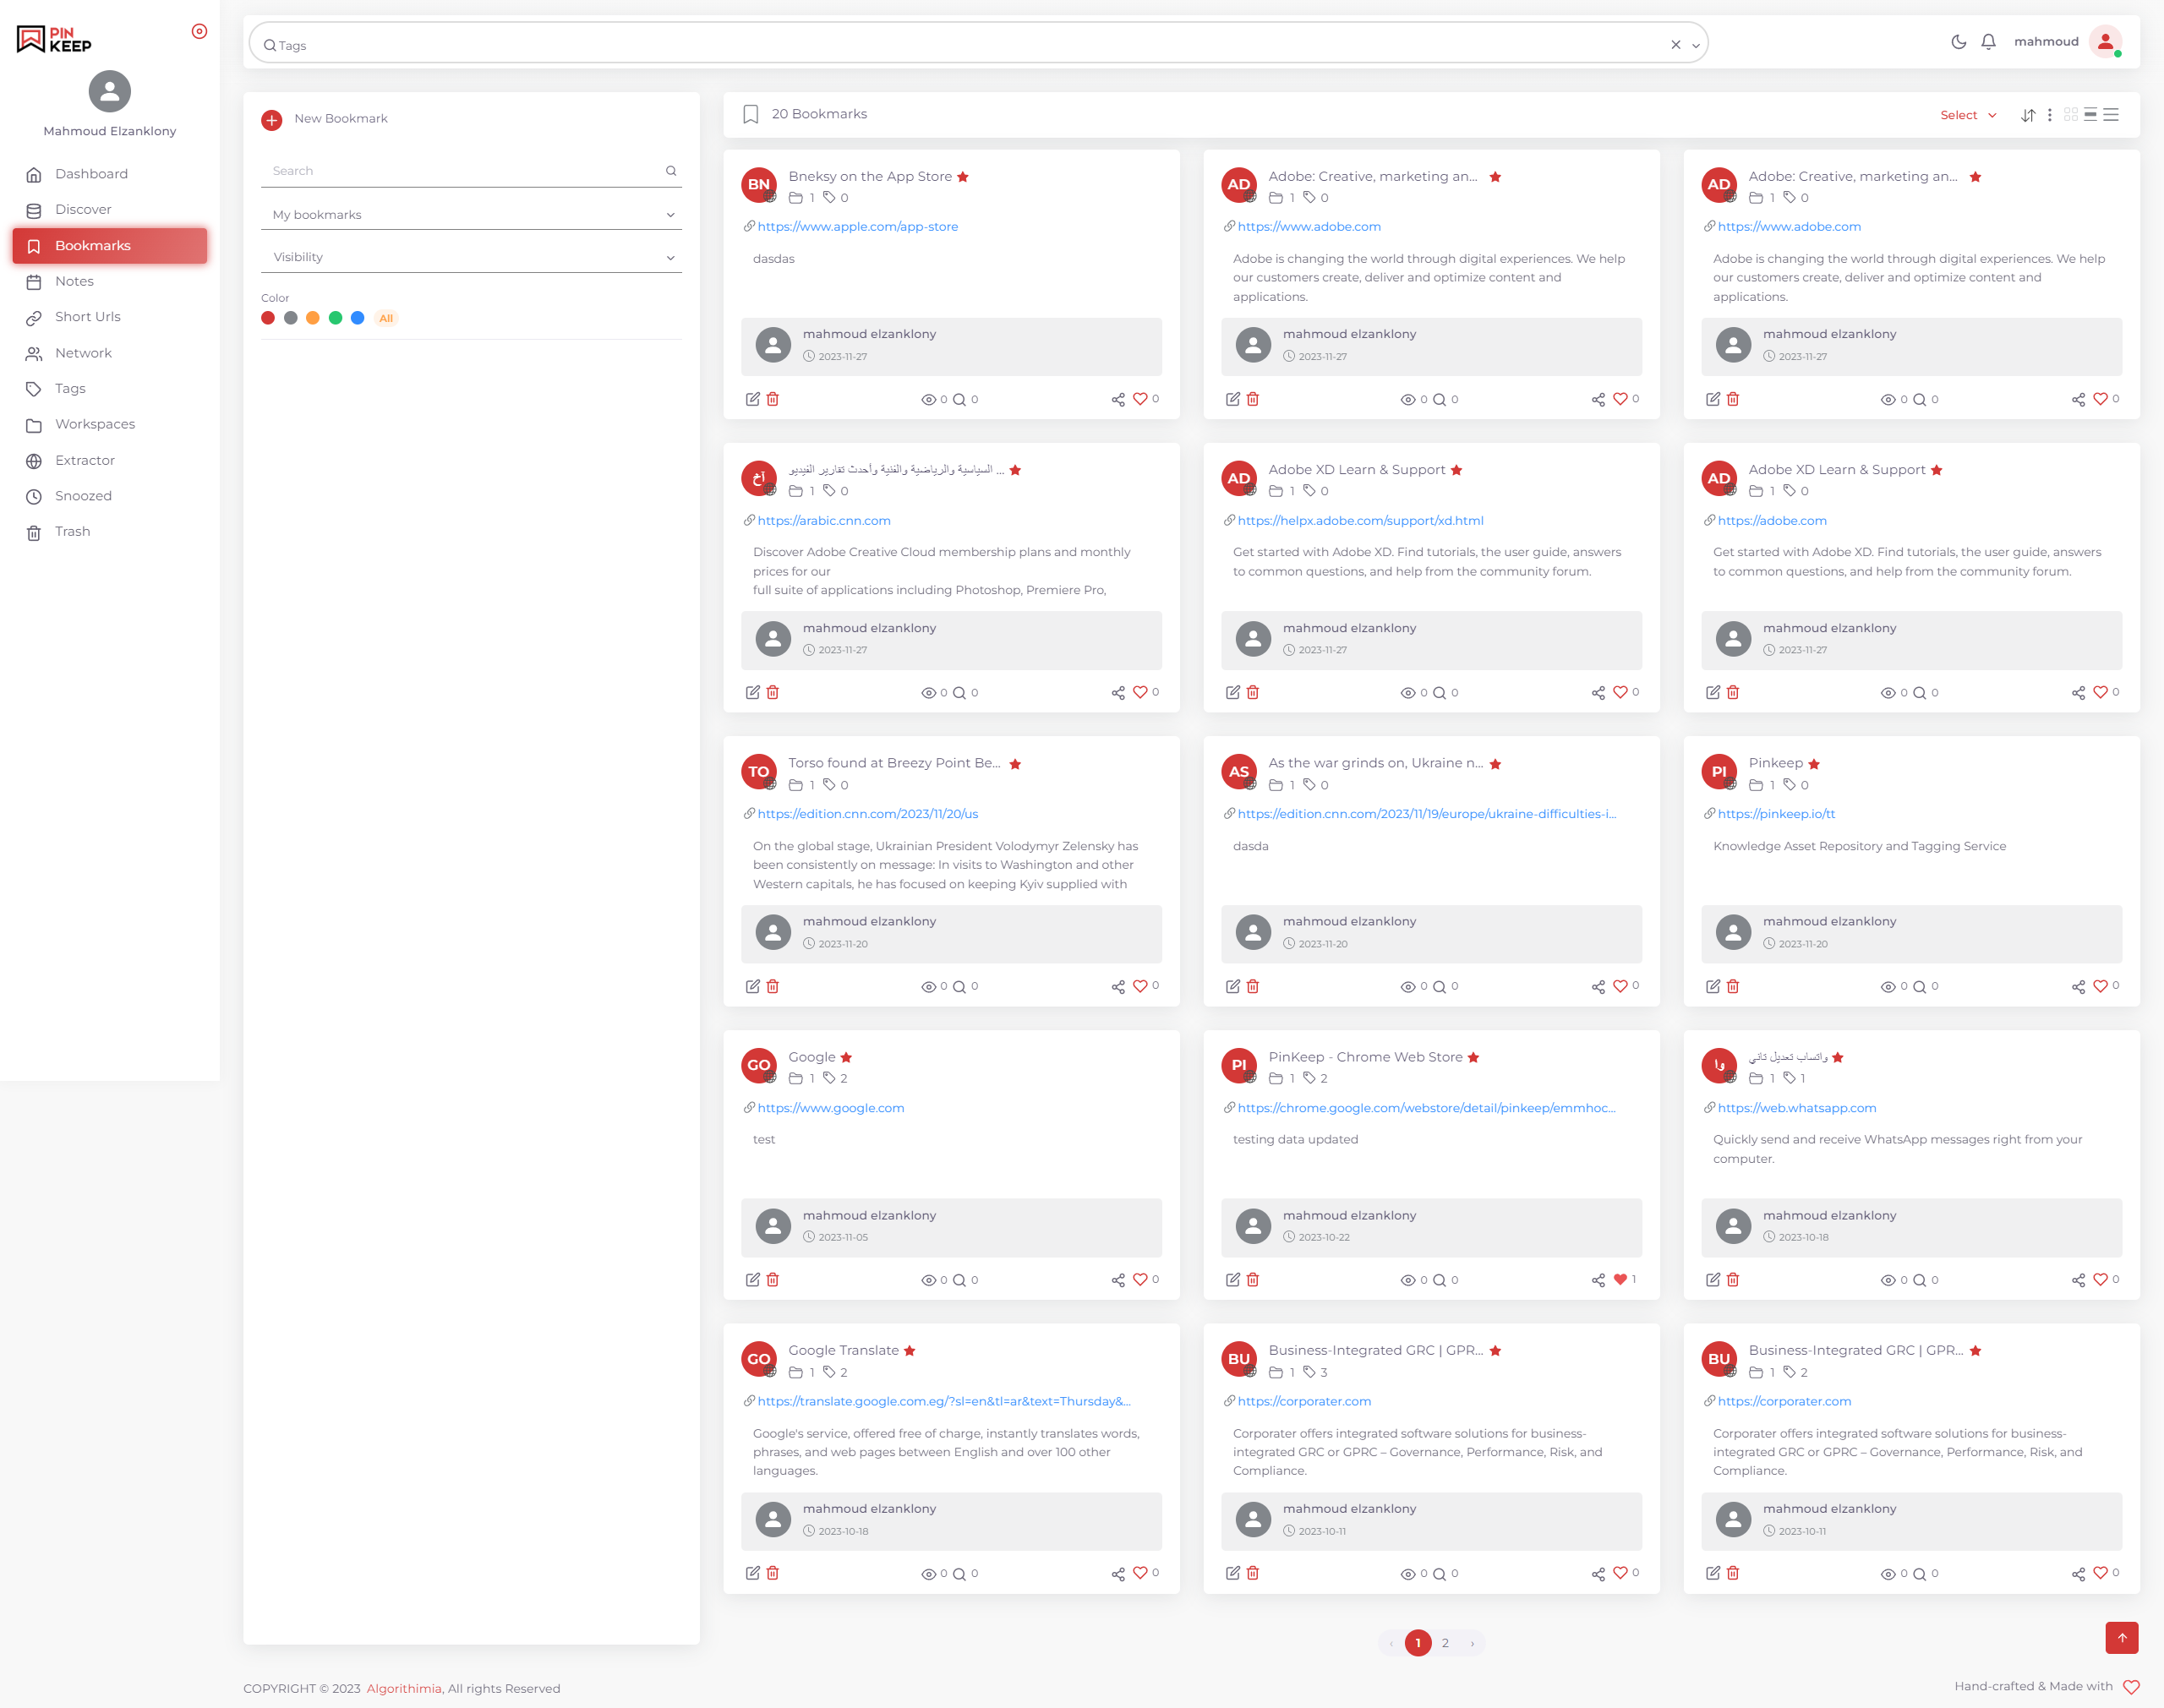 PIN
KEEP
Mahmoud Elzanklony
Dashboard
Discover
Bookmarks
Notes
Short Urls
Network
Tags
Workspaces
Extractor
Snoozed
Trash
Tags
mahmoud
New Bookmark
Search
My bookmarks
Visibility
Color
All
20 Bookmarks
Select
BN
Bneksy on the App Store
1 0
https://www.apple.com/app-store
dasdas
mahmoud elzanklony
2023-11-27
0 0 0
AD
Adobe: Creative, marketing an...
1 0
https://www.adobe.com
Adobe is changing the world through digital experiences. We help
our customers create, deliver and optimize content and
applications.
mahmoud elzanklony
2023-11-27
0 0 0
AD
Adobe: Creative, marketing an...
1 0
https://www.adobe.com
Adobe is changing the world through digital experiences. We help
our customers create, deliver and optimize content and
applications.
mahmoud elzanklony
2023-11-27
0 0 0
آخ
السياسية والرياضية والفنية وأحدث تقارير الفيديو ...
1 0
https://arabic.cnn.com
Discover Adobe Creative Cloud membership plans and monthly
prices for our
full suite of applications including Photoshop, Premiere Pro,
mahmoud elzanklony
2023-11-27
0 0 0
AD
Adobe XD Learn & Support
1 0
https://helpx.adobe.com/support/xd.html
Get started with Adobe XD. Find tutorials, the user guide, answers
to common questions, and help from the community forum.
mahmoud elzanklony
2023-11-27
0 0 0
AD
Adobe XD Learn & Support
1 0
https://adobe.com
Get started with Adobe XD. Find tutorials, the user guide, answers
to common questions, and help from the community forum.
mahmoud elzanklony
2023-11-27
0 0 0
TO
Torso found at Breezy Point Be...
1 0
https://edition.cnn.com/2023/11/20/us
On the global stage, Ukrainian President Volodymyr Zelensky has
been consistently on message: In visits to Washington and other
Western capitals, he has focused on keeping Kyiv supplied with
mahmoud elzanklony
2023-11-20
0 0 0
AS
As the war grinds on, Ukraine n...
1 0
https://edition.cnn.com/2023/11/19/europe/ukraine-difficulties-i...
dasda
mahmoud elzanklony
2023-11-20
0 0 0
PI
Pinkeep
1 0
https://pinkeep.io/tt
Knowledge Asset Repository and Tagging Service
mahmoud elzanklony
2023-11-20
0 0 0
GO
Google
1 2
https://www.google.com
test
mahmoud elzanklony
2023-11-05
0 0 0
PI
PinKeep - Chrome Web Store
1 2
https://chrome.google.com/webstore/detail/pinkeep/emmhoc...
testing data updated
mahmoud elzanklony
2023-10-22
0 0 1
وا
واتساب تعديل تاني
1 1
https://web.whatsapp.com
Quickly send and receive WhatsApp messages right from your
computer.
mahmoud elzanklony
2023-10-18
0 0 0
GO
Google Translate
1 2
https://translate.google.com.eg/?sl=en&tl=ar&text=Thursday&...
Google's service, offered free of charge, instantly translates words,
phrases, and web pages between English and over 100 other
languages.
mahmoud elzanklony
2023-10-18
0 0 0
BU
Business-Integrated GRC | GPR...
1 3
https://corporater.com
Corporater offers integrated software solutions for business-
integrated GRC or GPRC – Governance, Performance, Risk, and
Compliance.
mahmoud elzanklony
2023-10-11
0 0 0
BU
Business-Integrated GRC | GPR...
1 2
https://corporater.com
Corporater offers integrated software solutions for business-
integrated GRC or GPRC – Governance, Performance, Risk, and
Compliance.
mahmoud elzanklony
2023-10-11
0 0 0
‹ 1 2 ›
COPYRIGHT © 2023 Algorithimia, All rights Reserved
Hand-crafted & Made with